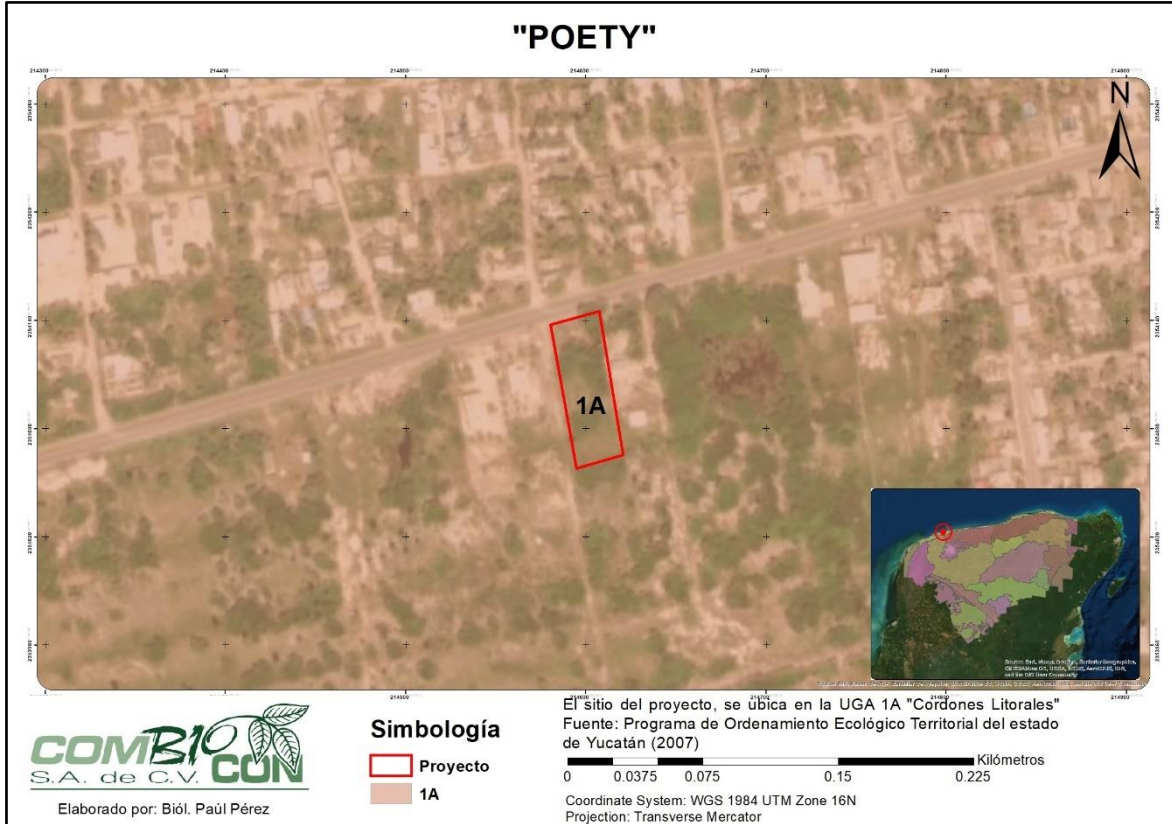 "POETY"
214300 214400 214500 214600 214700 214800
N
1A
COMBIOCON
S.A. de C.V.
Elaborado por: Biól. Paúl Pérez
Simbología
Proyecto
1A
El sitio del proyecto, se ubica en la UGA 1A "Cordones Litorales"
Fuente: Programa de Ordenamiento Ecológico Territorial del estado
de Yucatán (2007)
Kilómetros
0 0.0375 0.075 0.15 0.225
Coordinate System: WGS 1984 UTM Zone 16N
Projection: Transverse Mercator